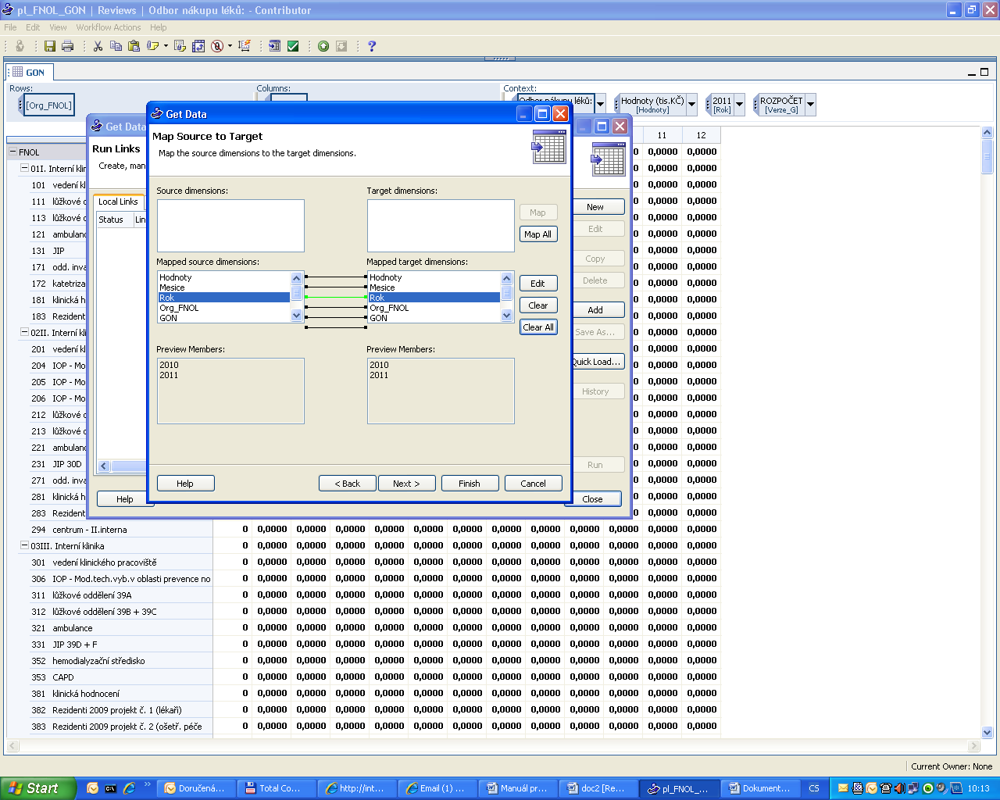 pl_FNOL_GON | Reviews | Odbor nákupu léků: - Contributor
File Edit View Workflow Actions Help
GON
Rows: Columns: Context:
[Org_FNOL]
Odbor nákupu léků:
Hodnoty (tis.KČ)
[Hodnoty]
2011
[Rok]
ROZPOČET
[Verze_G]
Get Data
Run Links
Create, man
Local Links
Status Lin
New
Edit
Copy
Delete
Add
Save As...
Quick Load...
History
Run
Help
Close
Get Data
Map Source to Target
Map the source dimensions to the target dimensions.
Source dimensions: Target dimensions:
Map
Map All
Mapped source dimensions: Mapped target dimensions:
Hodnoty Hodnoty
Mesice Mesice
Rok Rok
Org_FNOL Org_FNOL
GON GON
Edit
Clear
Clear All
Preview Members: Preview Members:
2010 2010
2011 2011
Help < Back Next > Finish Cancel
11 12
FNOL 0 0,0000 0,0000
01I. Interní klin 0 0,0000 0,0000
101 vedení kl 0 0,0000 0,0000
111 lůžkové o 0 0,0000 0,0000
113 lůžkové o 0 0,0000 0,0000
121 ambulanc 0 0,0000 0,0000
131 JIP 0 0,0000 0,0000
171 odd. inva 0 0,0000 0,0000
172 katetriza 0 0,0000 0,0000
181 klinická h 0 0,0000 0,0000
183 Rezident 0 0,0000 0,0000
02II. Interní kli 0 0,0000 0,0000
201 vedení kl 0 0,0000 0,0000
204 IOP - Mo 0 0,0000 0,0000
205 IOP - Mo 0 0,0000 0,0000
206 IOP - Mo 0 0,0000 0,0000
212 lůžkové o 0 0,0000 0,0000
213 lůžkové o 0 0,0000 0,0000
221 ambulanc 0 0,0000 0,0000
231 JIP 30D 0 0,0000 0,0000
271 odd. inva 0 0,0000 0,0000
281 klinická h 0 0,0000 0,0000
283 Rezident 0 0,0000 0,0000
294 centrum - II.interna 0 0,0000 0,0000 0,0000 0,0000 0,0000 0,0000 0,0000 0,0000 0,0000 0,0000 0,0000 0,0000
03III. Interní klinika 0 0,0000 0,0000 0,0000 0,0000 0,0000 0,0000 0,0000 0,0000 0,0000 0,0000 0,0000 0,0000
301 vedení klinického pracoviště 0 0,0000 0,0000 0,0000 0,0000 0,0000 0,0000 0,0000 0,0000 0,0000 0,0000 0,0000 0,0000
306 IOP - Mod.tech.vyb.v oblasti prevence no 0 0,0000 0,0000 0,0000 0,0000 0,0000 0,0000 0,0000 0,0000 0,0000 0,0000 0,0000 0,0000
311 lůžkové oddělení 39A 0 0,0000 0,0000 0,0000 0,0000 0,0000 0,0000 0,0000 0,0000 0,0000 0,0000 0,0000 0,0000
312 lůžkové oddělení 39B + 39C 0 0,0000 0,0000 0,0000 0,0000 0,0000 0,0000 0,0000 0,0000 0,0000 0,0000 0,0000 0,0000
321 ambulance 0 0,0000 0,0000 0,0000 0,0000 0,0000 0,0000 0,0000 0,0000 0,0000 0,0000 0,0000 0,0000
331 JIP 39D + F 0 0,0000 0,0000 0,0000 0,0000 0,0000 0,0000 0,0000 0,0000 0,0000 0,0000 0,0000 0,0000
352 hemodialyzační středisko 0 0,0000 0,0000 0,0000 0,0000 0,0000 0,0000 0,0000 0,0000 0,0000 0,0000 0,0000 0,0000
353 CAPD 0 0,0000 0,0000 0,0000 0,0000 0,0000 0,0000 0,0000 0,0000 0,0000 0,0000 0,0000 0,0000
381 klinická hodnocení 0 0,0000 0,0000 0,0000 0,0000 0,0000 0,0000 0,0000 0,0000 0,0000 0,0000 0,0000 0,0000
382 Rezidenti 2009 projekt č. 1 (lékaři) 0 0,0000 0,0000 0,0000 0,0000 0,0000 0,0000 0,0000 0,0000 0,0000 0,0000 0,0000 0,0000
383 Rezidenti 2009 projekt č. 2 (ošetř. péče 0 0,0000 0,0000 0,0000 0,0000 0,0000 0,0000 0,0000 0,0000 0,0000 0,0000 0,0000 0,0000
Current Owner: None
Start Doručená... Total Co... http://int... Email (1) ... Manuál pr... doc2 [Re... pl_FNOL_... Dokument... CS 10:13